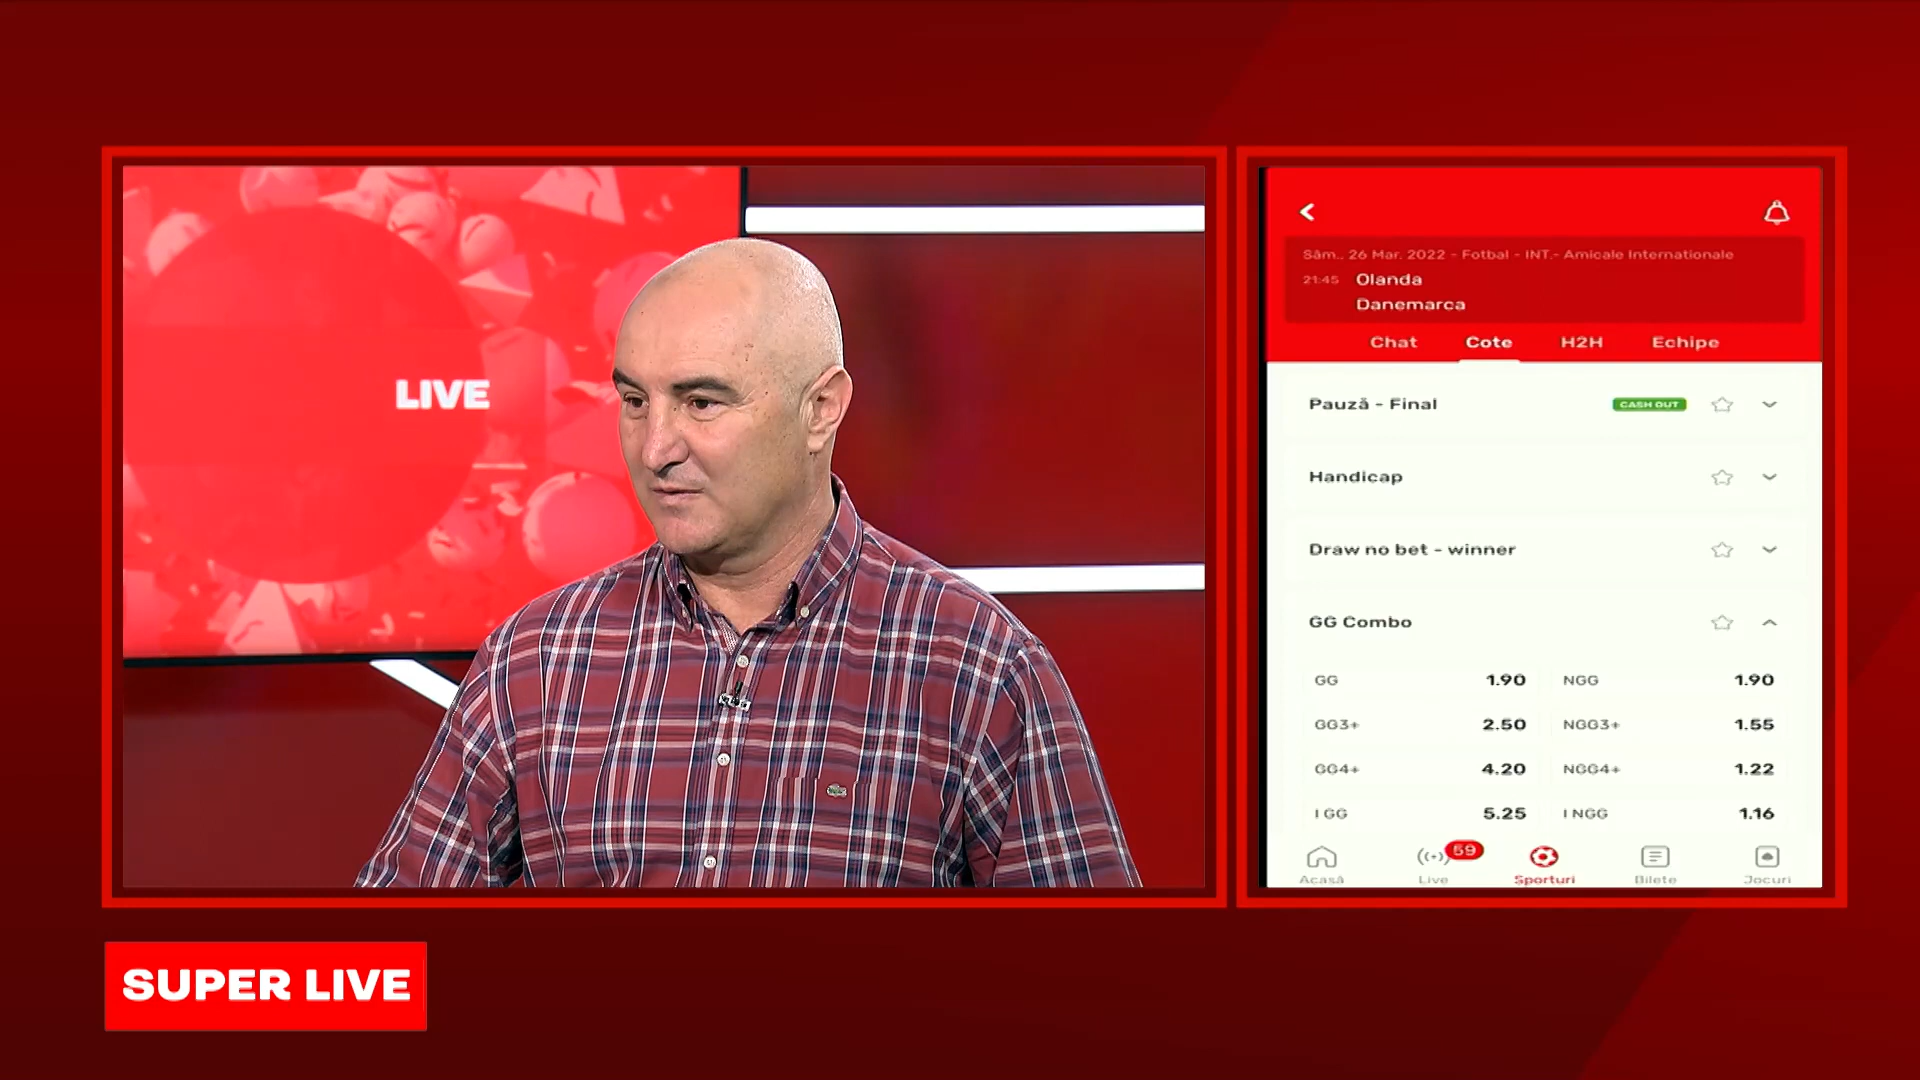 LIVE
Sâm., 26 Mar. 2022 - Fotbal - INT.- Amicale Internationale
21:45 Olanda
Danemarca
Chat Cote H2H Echipe
Pauză - Final CASH OUT
Handicap
Draw no bet - winner
GG Combo
GG 1.90 NGG 1.90
GG3+ 2.50 NGG3+ 1.55
GG4+ 4.20 NGG4+ 1.22
I GG 5.25 I NGG 1.16
59
Acasă Live Sporturi Bilete Jocuri
SUPER LIVE